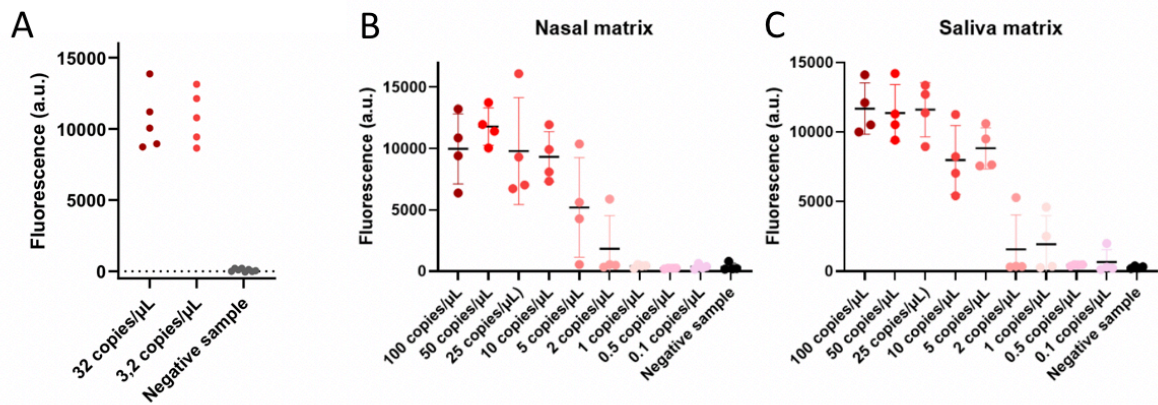 A
Fluorescence (a.u.)
15000
10000
5000
0
32 copies/µL
3,2 copies/µL
Negative sample
B
Nasal matrix
Fluorescence (a.u.)
15000
10000
5000
0
100 copies/µL
50 copies/µL
25 copies/µL)
10 copies/µL
5 copies/µL
2 copies/µL
1 copies/µL
0.5 copies/µL
0.1 copies/µL
Negative sample
C
Saliva matrix
Fluorescence (a.u.)
15000
10000
5000
0
100 copies/µL
50 copies/µL
25 copies/µL)
10 copies/µL
5 copies/µL
2 copies/µL
1 copies/µL
0.5 copies/µL
0.1 copies/µL
Negative sample